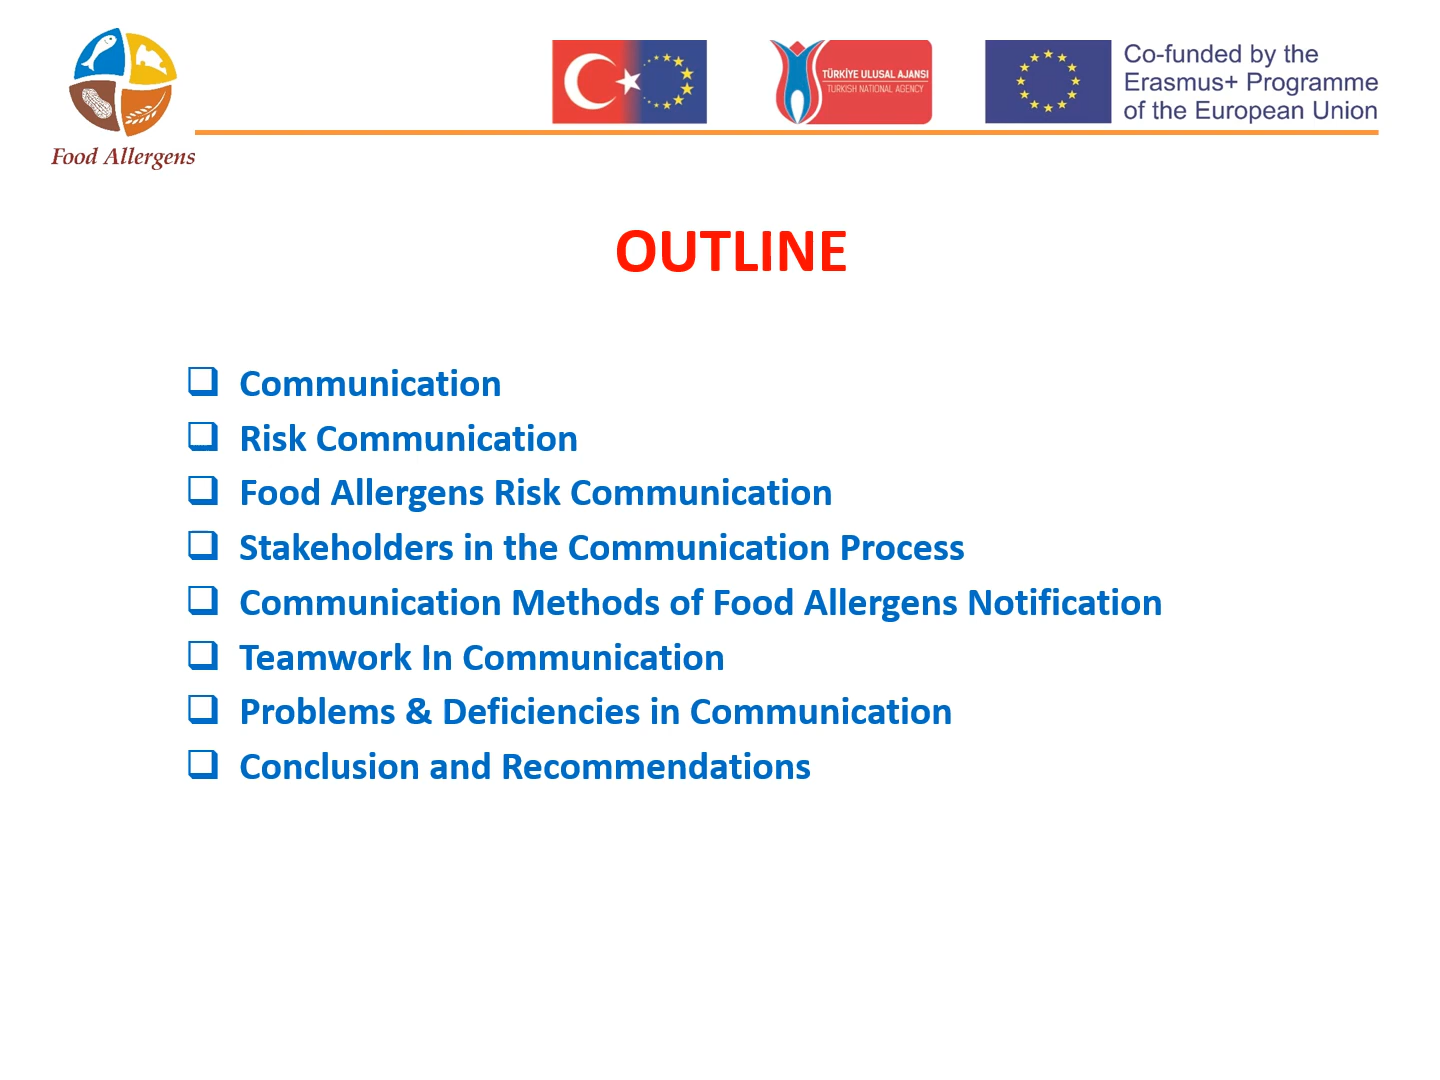 Food Allergens
TÜRKİYE ULUSAL AJANSI
TURKISH NATIONAL AGENCY
Co-funded by the
Erasmus+ Programme
of the European Union
OUTLINE
❑ Communication
❑ Risk Communication
❑ Food Allergens Risk Communication
❑ Stakeholders in the Communication Process
❑ Communication Methods of Food Allergens Notification
❑ Teamwork In Communication
❑ Problems & Deficiencies in Communication
❑ Conclusion and Recommendations